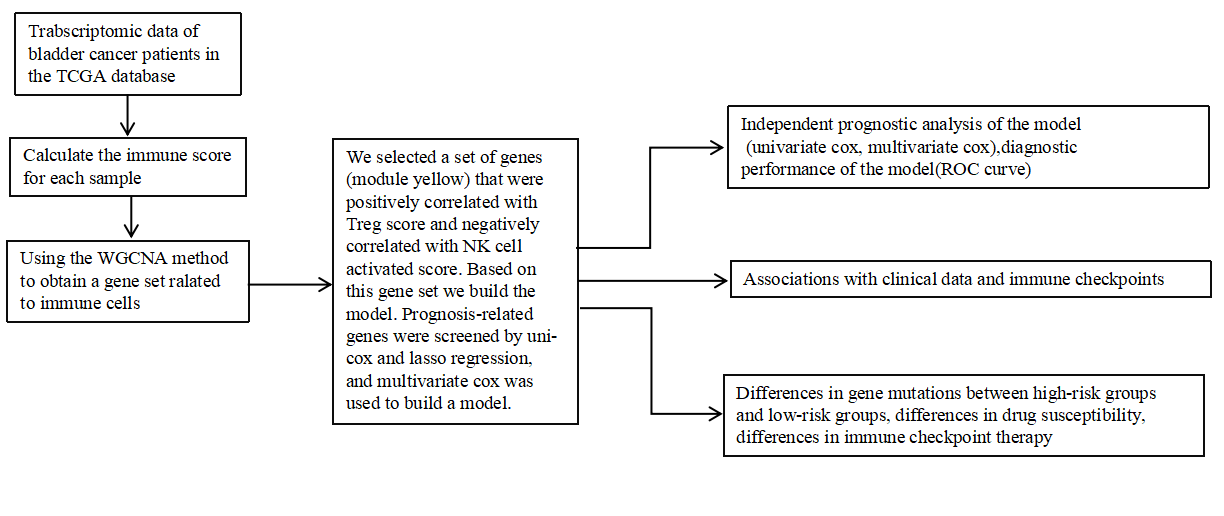 Trabscriptomic data of
bladder cancer patients in
the TCGA database
Calculate the immune score
for each sample
Using the WGCNA method
to obtain a gene set ralated
to immune cells
We selected a set of genes
(module yellow) that were
positively correlated with
Treg score and negatively
correlated with NK cell
activated score. Based on
this gene set we build the
model. Prognosis-related
genes were screened by uni-
cox and lasso regression,
and multivariate cox was
used to build a model.
Independent prognostic analysis of the model
(univariate cox, multivariate cox),diagnostic
performance of the model(ROC curve)
Associations with clinical data and immune checkpoints
Differences in gene mutations between high-risk groups
and low-risk groups, differences in drug susceptibility,
differences in immune checkpoint therapy